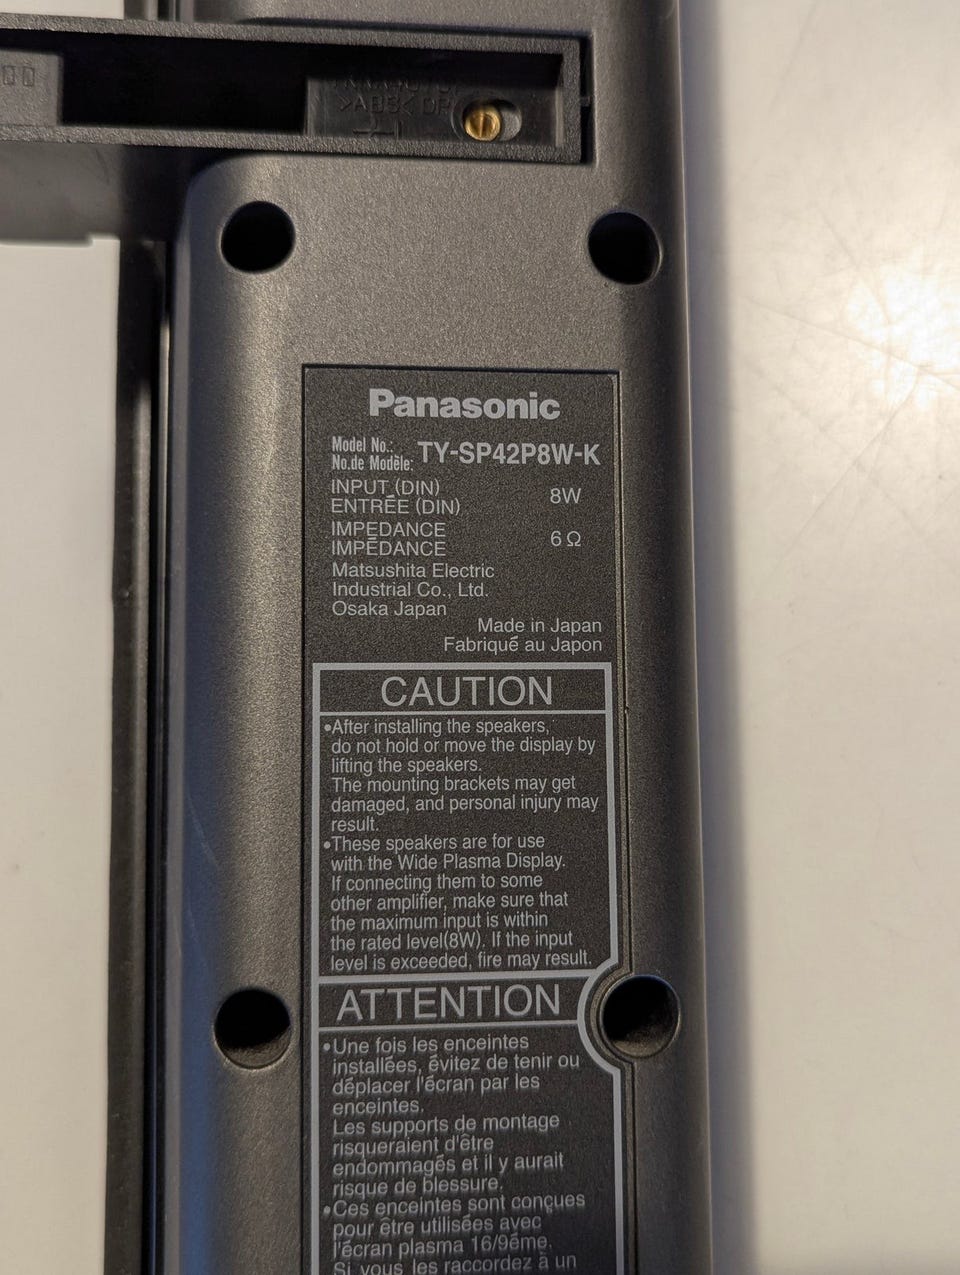 >ABS<
Panasonic
Model No.: TY-SP42P8W-K
No.de Modèle:
INPUT (DIN) 8W
ENTRÉE (DIN)
IMPEDANCE 6 Ω
IMPÉDANCE
Matsushita Electric
Industrial Co., Ltd.
Osaka Japan
Made in Japan
Fabriqué au Japon
CAUTION
•After installing the speakers,
do not hold or move the display by
lifting the speakers.
The mounting brackets may get
damaged, and personal injury may
result.
•These speakers are for use
with the Wide Plasma Display.
If connecting them to some
other amplifier, make sure that
the maximum input is within
the rated level(8W). If the input
level is exceeded, fire may result.
ATTENTION
•Une fois les enceintes
installées, évitez de tenir ou
déplacer l'écran par les
enceintes.
Les supports de montage
risqueraient d'être
endommagés et il y aurait
risque de blessure.
•Ces enceintes sont conçues
pour être utilisées avec
l'écran plasma 16/9éme.
Si vous les raccordez à un